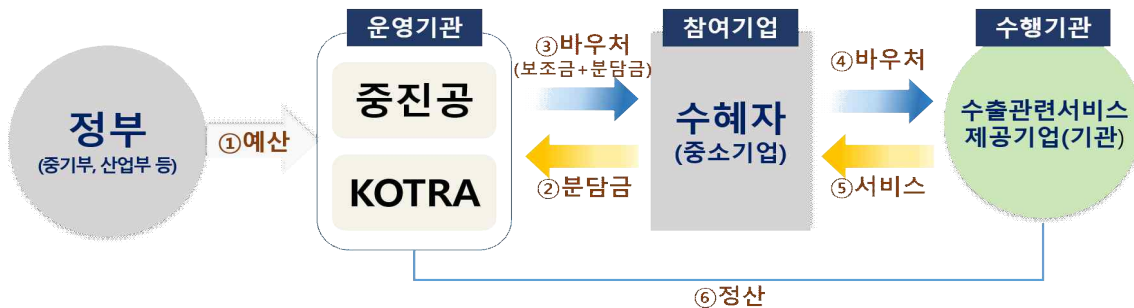 운영기관
참여기업
수행기관
정부
(중기부, 산업부 등)
①예산
중진공
KOTRA
③바우처
(보조금+분담금)
②분담금
수혜자
(중소기업)
④바우처
⑤서비스
수출관련서비스
제공기업(기관)
⑥정산